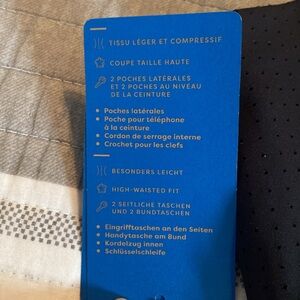 TISSU LÉGER ET COMPRESSIF
COUPE TAILLE HAUTE
2 POCHES LATÉRALES
ET 2 POCHES AU NIVEAU
DE LA CEINTURE
• Poches latérales
• Poche pour téléphone
à la ceinture
• Cordon de serrage interne
• Crochet pour les clefs
BESONDERS LEICHT
HIGH-WAISTED FIT
2 SEITLICHE TASCHEN
UND 2 BUNDTASCHEN
• Eingrifftaschen an den Seiten
• Handytasche am Bund
• Kordelzug innen
• Schlüsselschleife